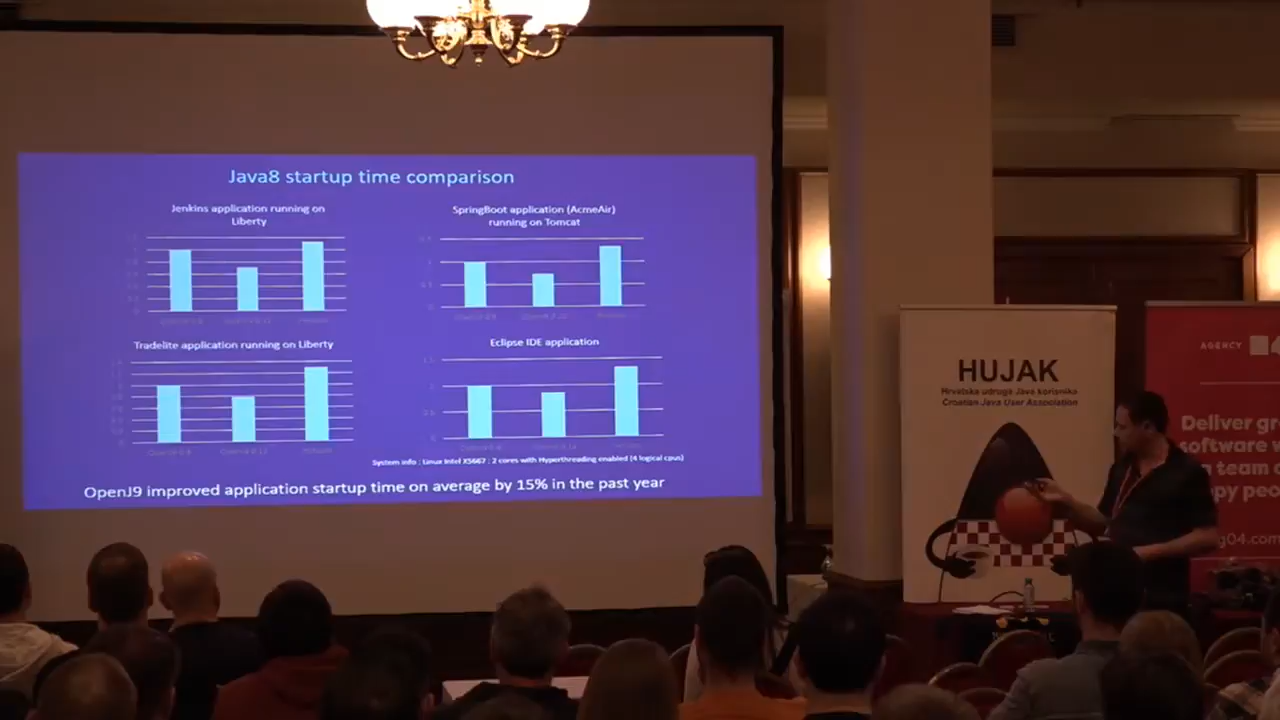 Java8 startup time comparison
Jenkins application running on
Liberty
SpringBoot application (AcmeAir)
running on Tomcat
Tradelite application running on Liberty
Eclipse IDE application
System info : Linux Intel X5667 : 2 cores with Hyperthreading enabled (4 logical cpus)
OpenJ9 improved application startup time on average by 15% in the past year
HUJAK
Hrvatska udruga Java korisnika
Croatian Java User Association
AGENCY
Deliver
software
team
g04.com